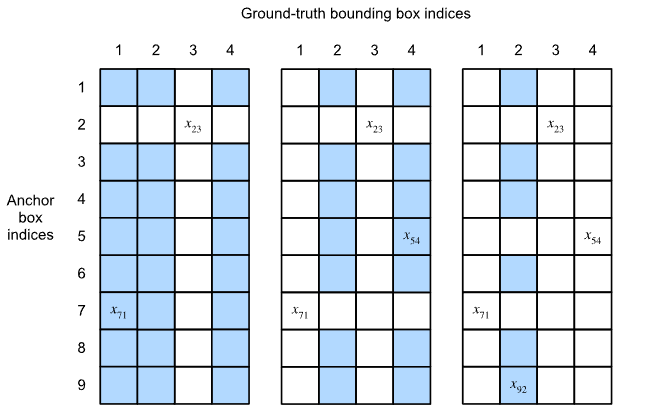 Ground-truth bounding box indices
1 2 3 4 1 2 3 4 1 2 3 4
1
2 x23 x23 x23
3
4
Anchor
box
indices
5 x54 x54
6
7 x71 x71 x71
8
9 x92